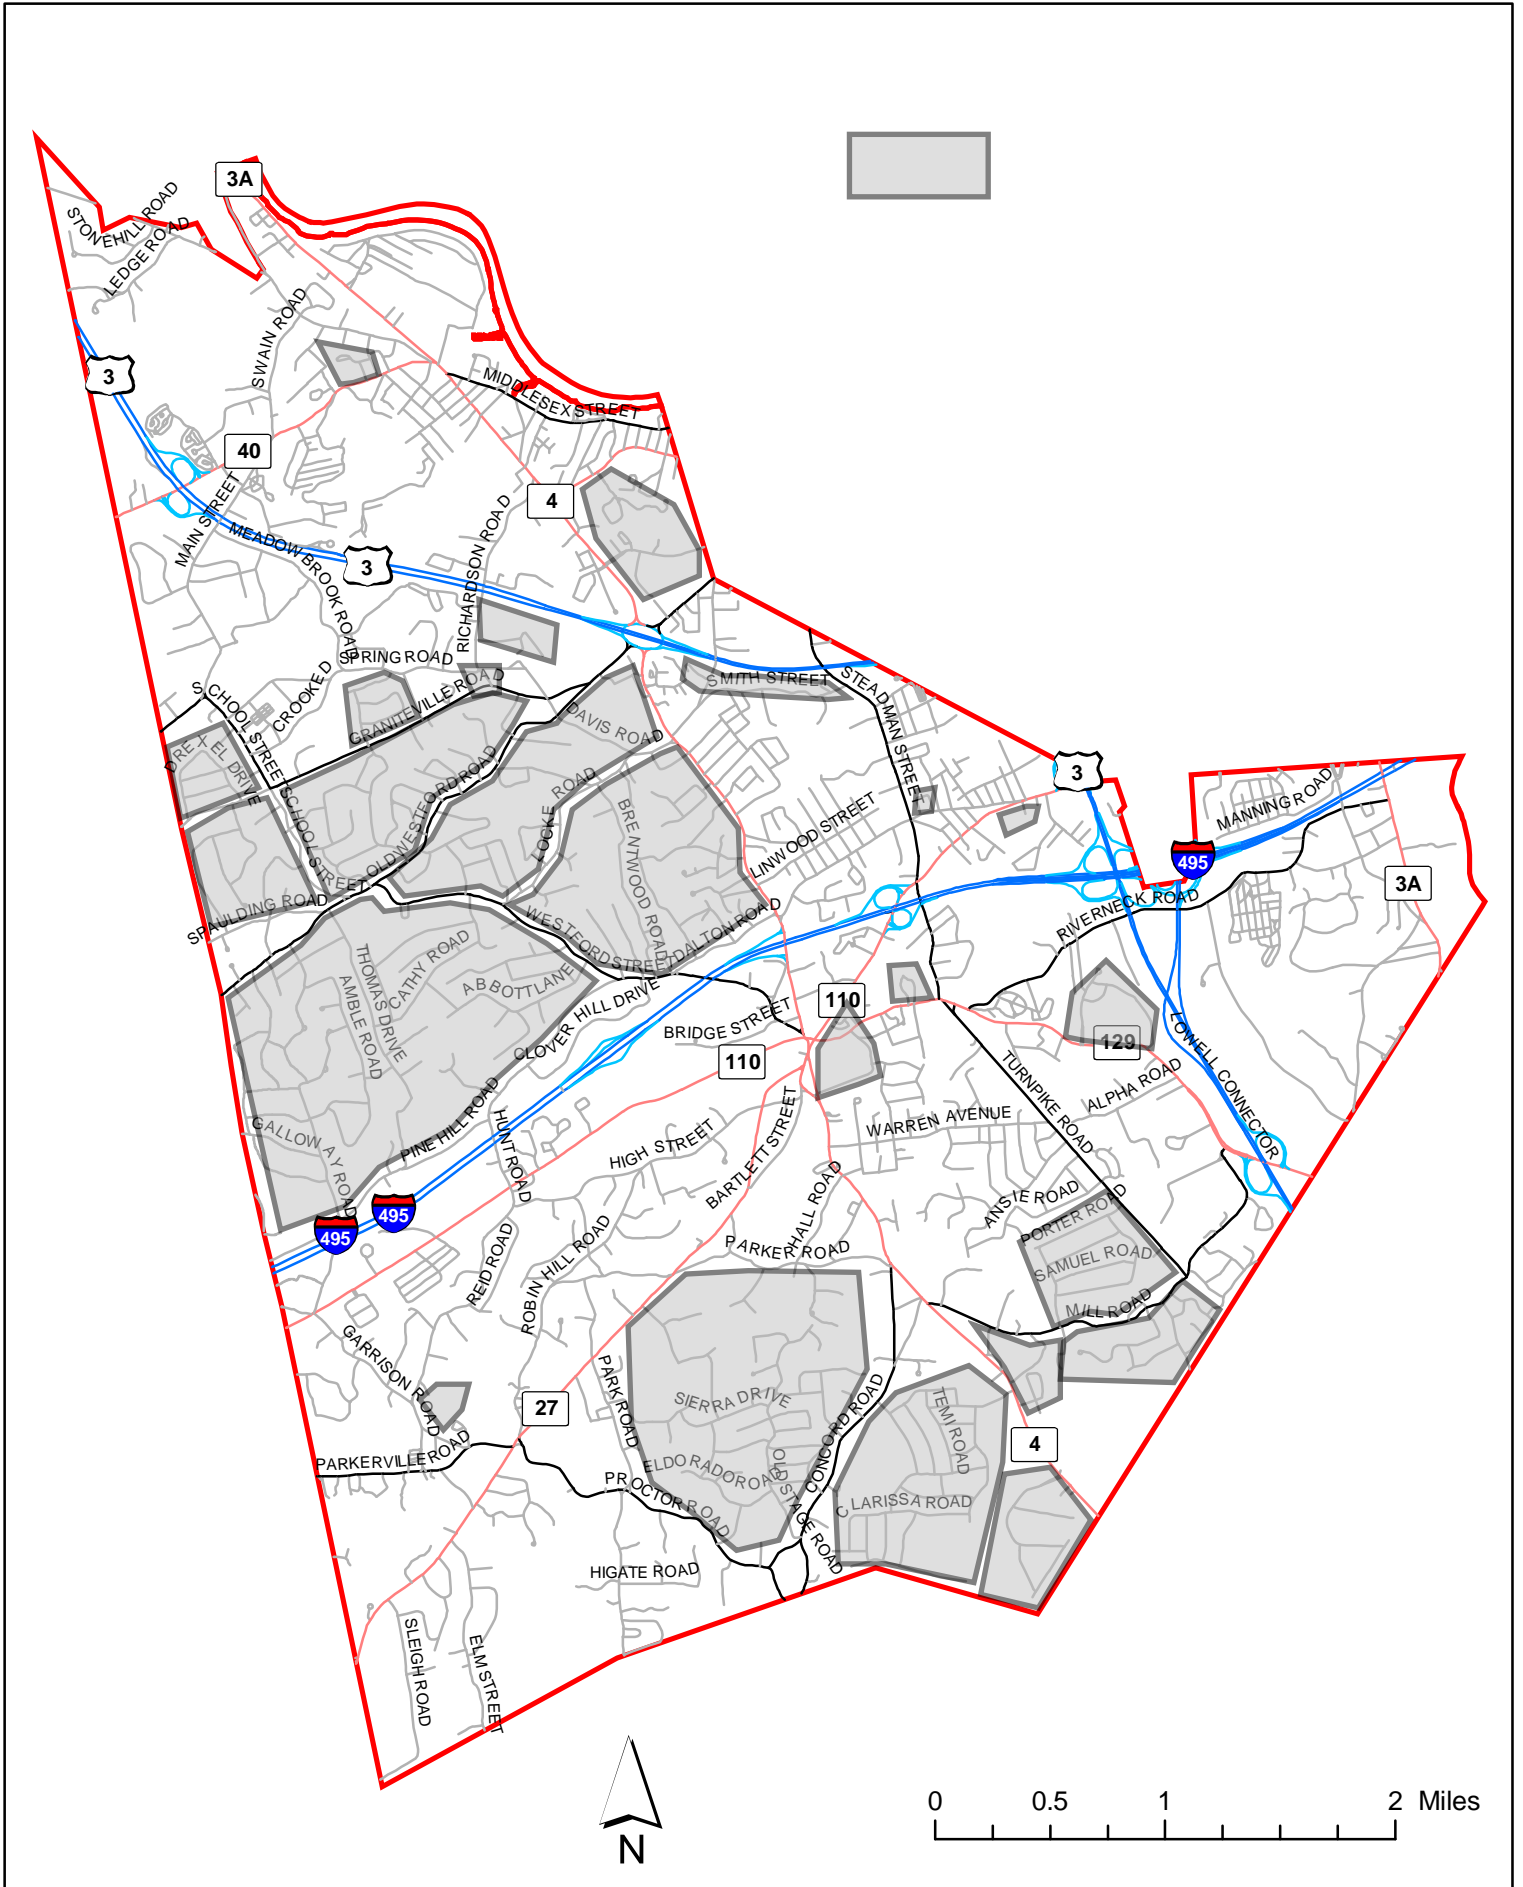 3A
STONEHILL ROAD
LEDGE ROAD
SWAIN ROAD
3
MIDDLESEX STREET
40
4
MAIN STREET
MEADOW BROOK ROAD
3
RICHARDSON ROAD
SPRING ROAD
CROOKED
GRANITEVILLE ROAD
SMITH STREET
STEADMAN STREET
SCHOOL STREET
DREXEL DRIVE
DAVIS ROAD
3
OLD WESTFORD ROAD
LOCKE ROAD
BRENTWOOD ROAD
LINWOOD STREET
MANNING ROAD
495
3A
SCHOOL STREET
SPAULDING ROAD
WESTFORD STREET
DALTON ROAD
RIVERNECK ROAD
THOMAS DRIVE
CATHY ROAD
AMBLE ROAD
ABBOTT LANE
CLOVER HILL DRIVE
BRIDGE STREET
110
110
129
LOWELL CONNECTOR
TURNPIKE ROAD
ALPHA ROAD
WARREN AVENUE
GALLOWAY ROAD
PINE HILL ROAD
HUNT ROAD
HIGH STREET
BARTLETT STREET
HALL ROAD
ANSIE ROAD
PORTER ROAD
SAMUEL ROAD
MILL ROAD
495
495
REID ROAD
ROBIN HILL ROAD
PARKER ROAD
GARRISON ROAD
PARK ROAD
SIERRA DRIVE
TEMI ROAD
27
4
CONCORD ROAD
PARKERVILLE ROAD
ELDORADO ROAD
OLD STAGE ROAD
CLARISSA ROAD
PROCTOR ROAD
HIGATE ROAD
SLEIGH ROAD
ELM STREET
N
0 0.5 1 2 Miles